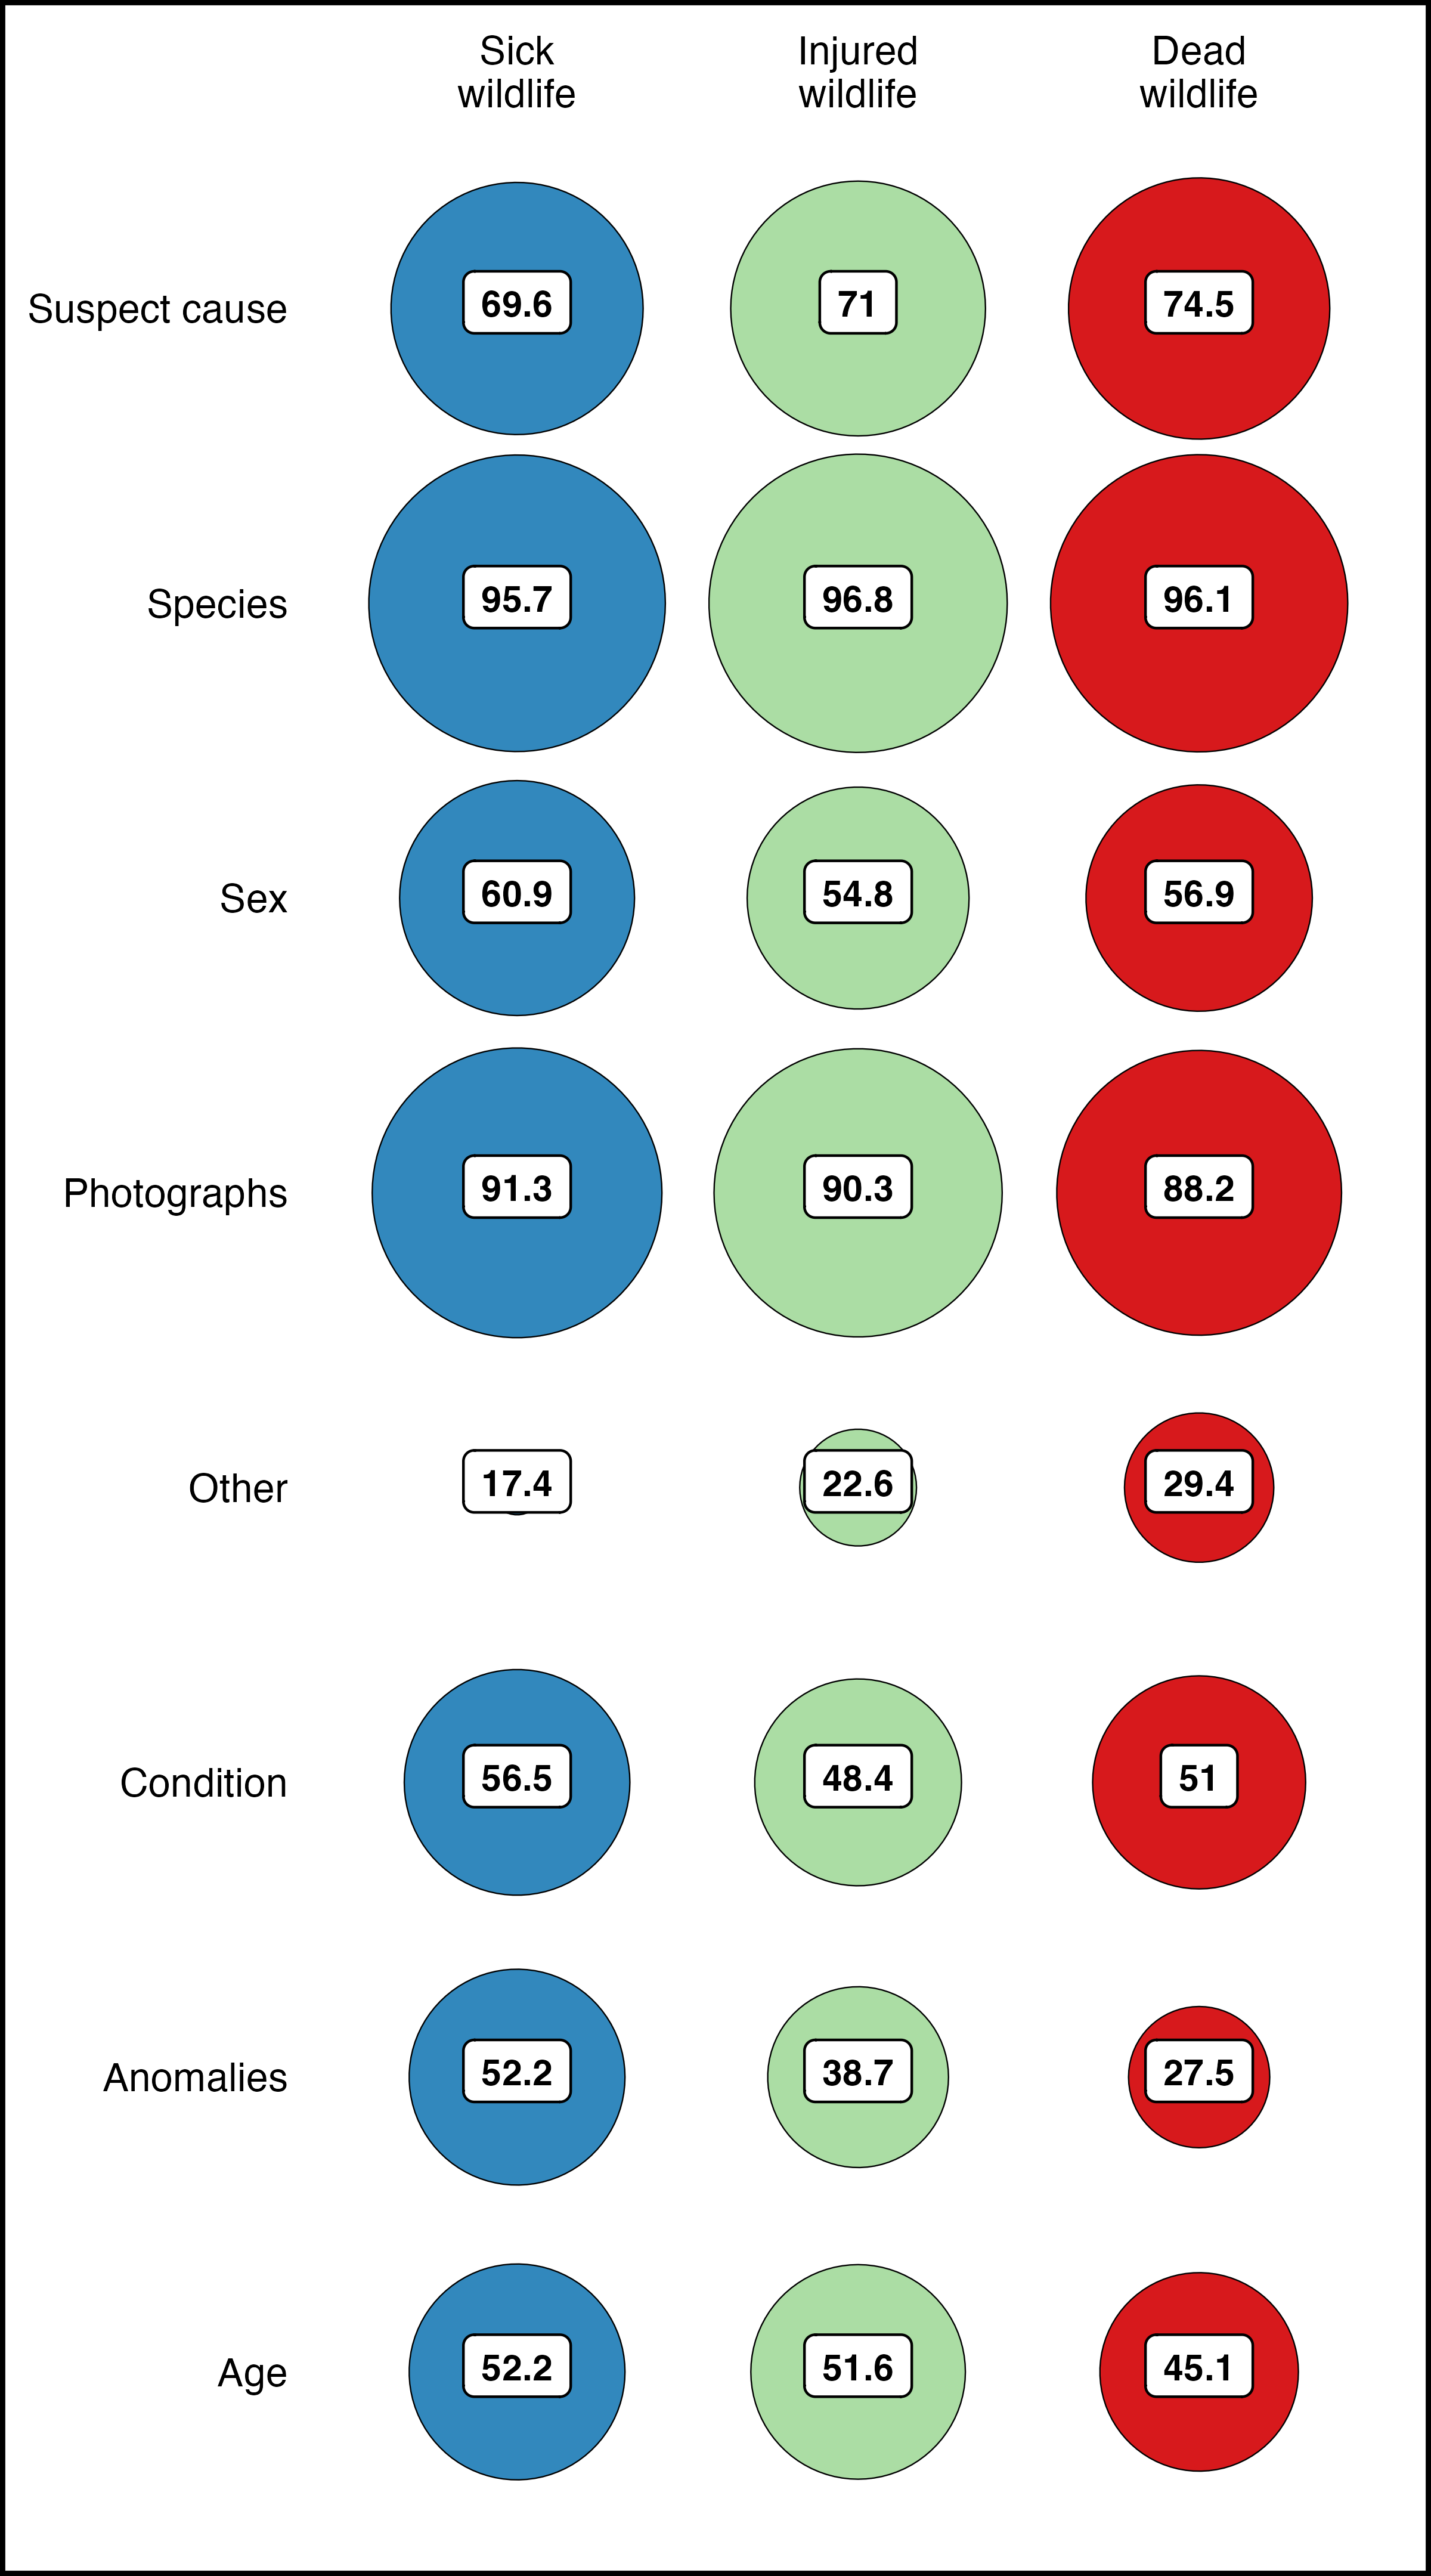 Sick Injured Dead
wildlife wildlife wildlife
Suspect cause 69.6 71 74.5
Species 95.7 96.8 96.1
Sex 60.9 54.8 56.9
Photographs 91.3 90.3 88.2
Other 17.4 22.6 29.4
Condition 56.5 48.4 51
Anomalies 52.2 38.7 27.5
Age 52.2 51.6 45.1